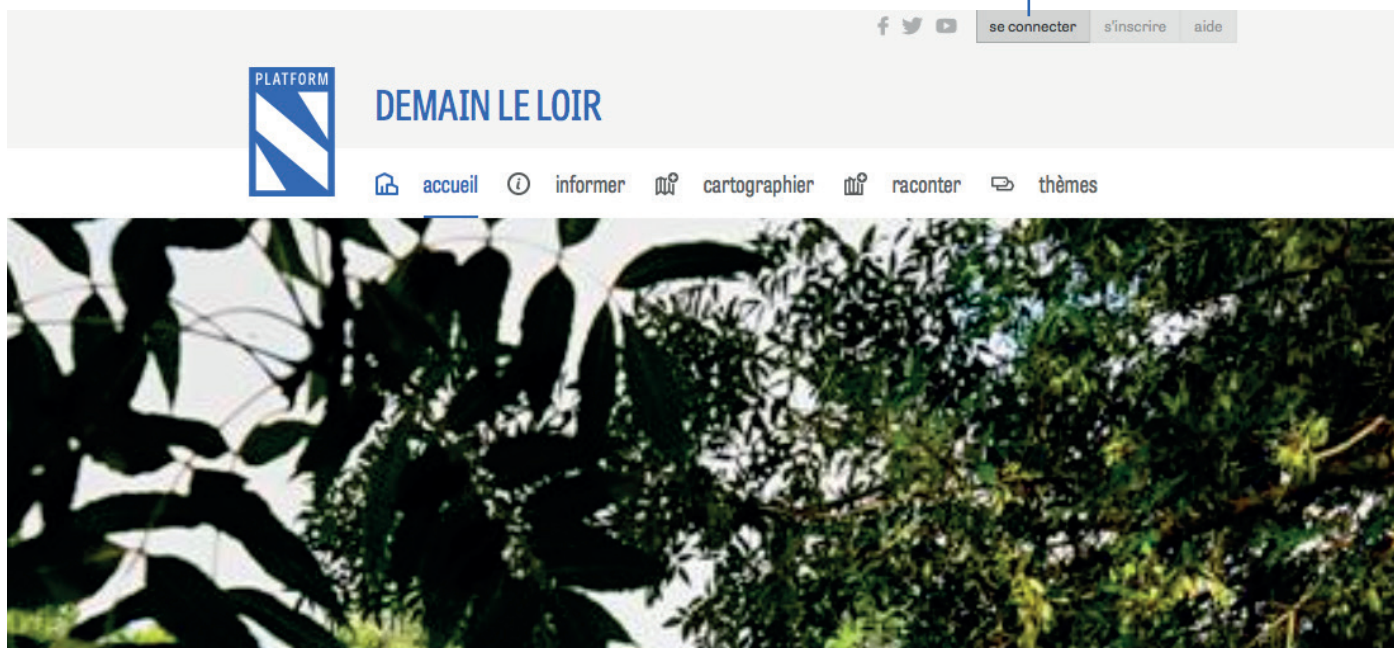 se connecter s'inscrire aide
PLATFORM
DEMAIN LE LOIR
accueil informer cartographier raconter thèmes